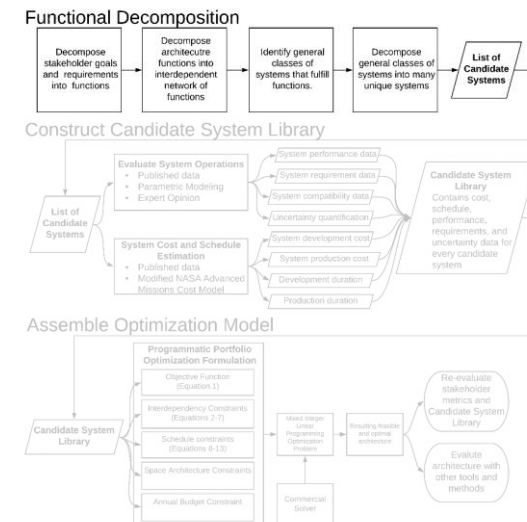 Functional Decomposition
Decompose
stakeholder goals
and requirements
into functions
Decompose
architecutre
functions into
interdependent
network of
functions
Identify general
classes of
systems that fulfill
functions.
Decompose
general classes of
systems into many
unique systems
List of
Candidate
Systems
Construct Candidate System Library
List of
Candidate
Systems
Evaluate System Operations
• Published data
• Parametric Modeling
• Expert Opinion
System Cost and Schedule
Estimation
• Published data
• Modified NASA Advanced
Missions Cost Model
System performance data
System requirement data
System compatibility data
Uncertainty quantification
System development cost
System production cost
Development duration
Production duration
Candidate System
Library
Contains cost,
schedule,
performance,
requirements, and
uncertainty data for
every candidate
system
Assemble Optimization Model
Candidate System
Library
Programmatic Portfolio
Optimization Formulation
Objective Function
(Equation 1)
Interdependency Constraints
(Equations 2-7)
Schedule constraints
(Equations 8-13)
Space Architecture Constraints
Annual Budget Constraint
Mixed Integer
Linear
Programming
Optimization
Problem
Commercial
Solver
Resulting flexible
and optimal
architecture
Re-evaluate
stakeholder
metrics and
Candidate System
Library
Evalute
architecture with
other tools and
methods